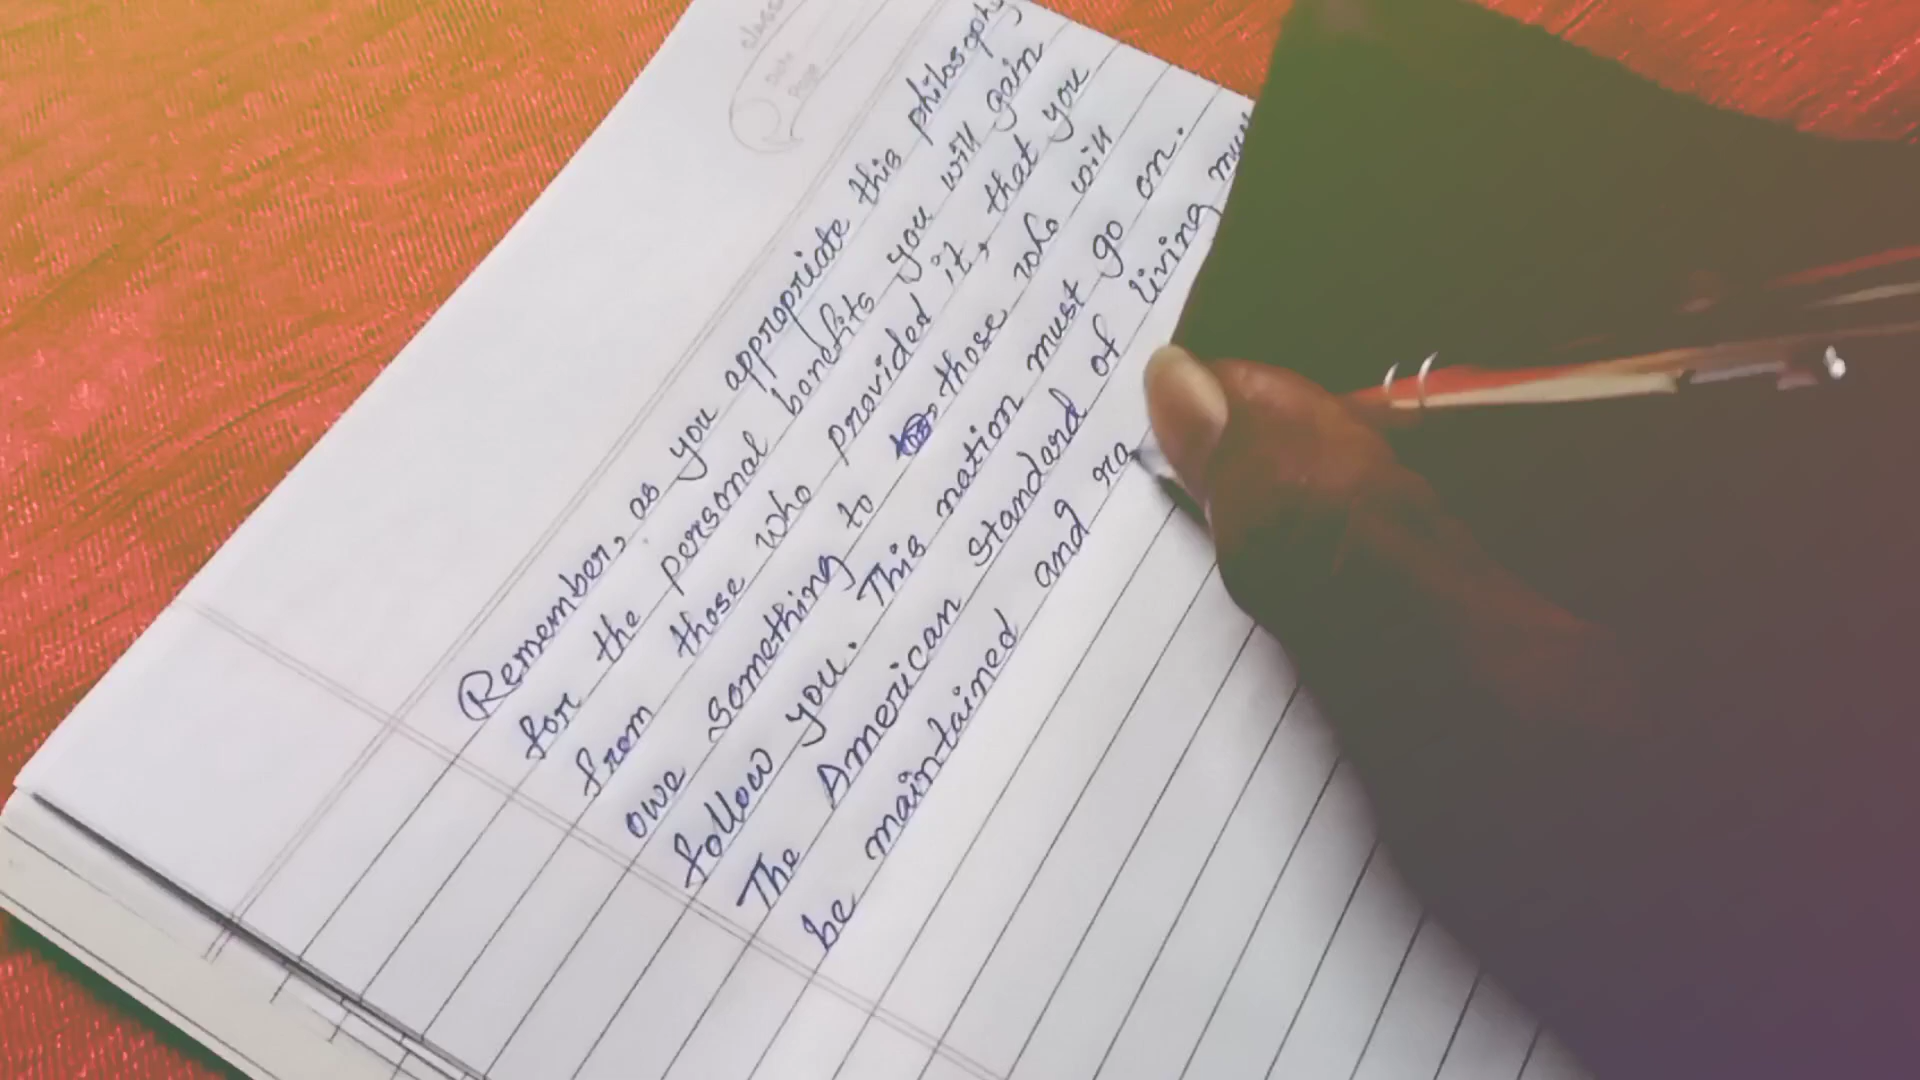 Remember, as you appropriate this philosophy
for the personal benefits you will gain
from those who provided it, that you
owe something to those who will
follow you. This nation must go on.
The American standard of living
be maintained and ra